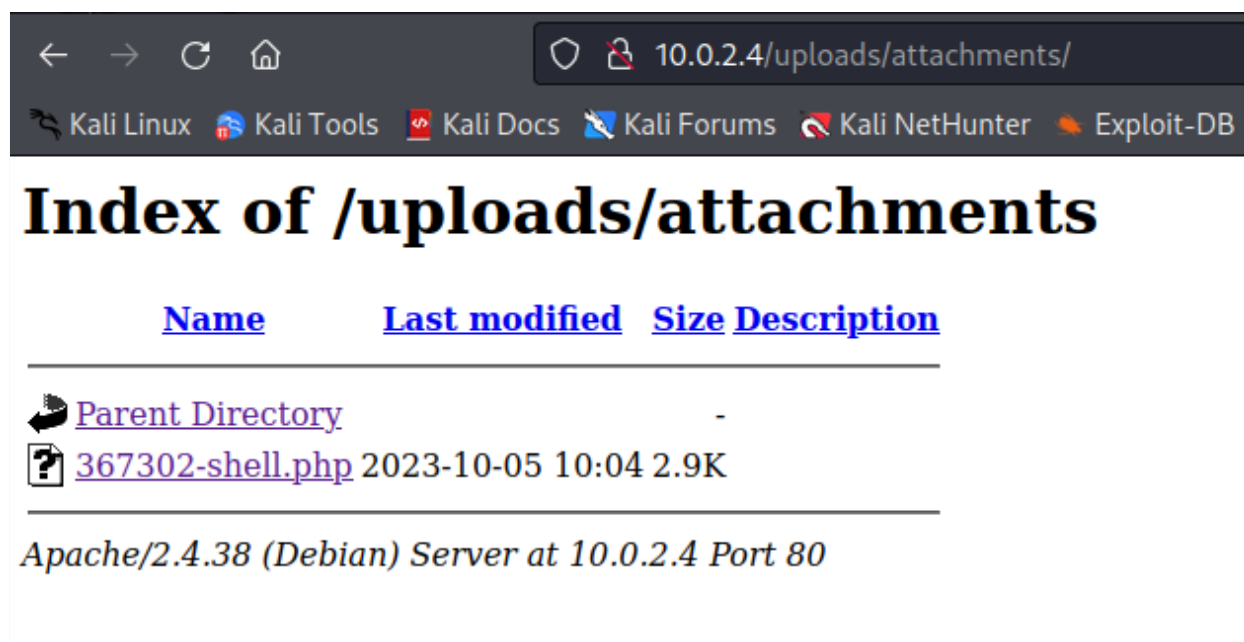 10.0.2.4/uploads/attachments/
Kali Linux Kali Tools Kali Docs Kali Forums Kali NetHunter Exploit-DB
Index of /uploads/attachments
Name Last modified Size Description
Parent Directory -
367302-shell.php 2023-10-05 10:04 2.9K
Apache/2.4.38 (Debian) Server at 10.0.2.4 Port 80